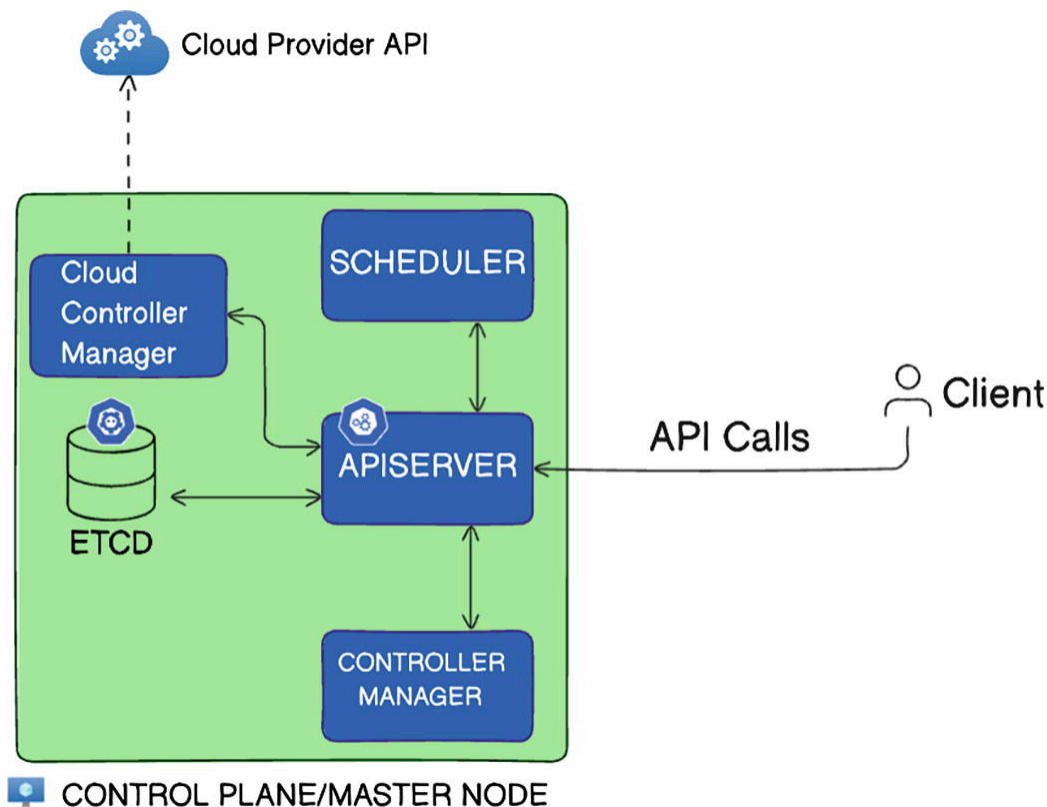 Cloud Provider API
SCHEDULER
Cloud
Controller
Manager
Client
API Calls
APISERVER
ETCD
CONTROLLER
MANAGER
CONTROL PLANE/MASTER NODE